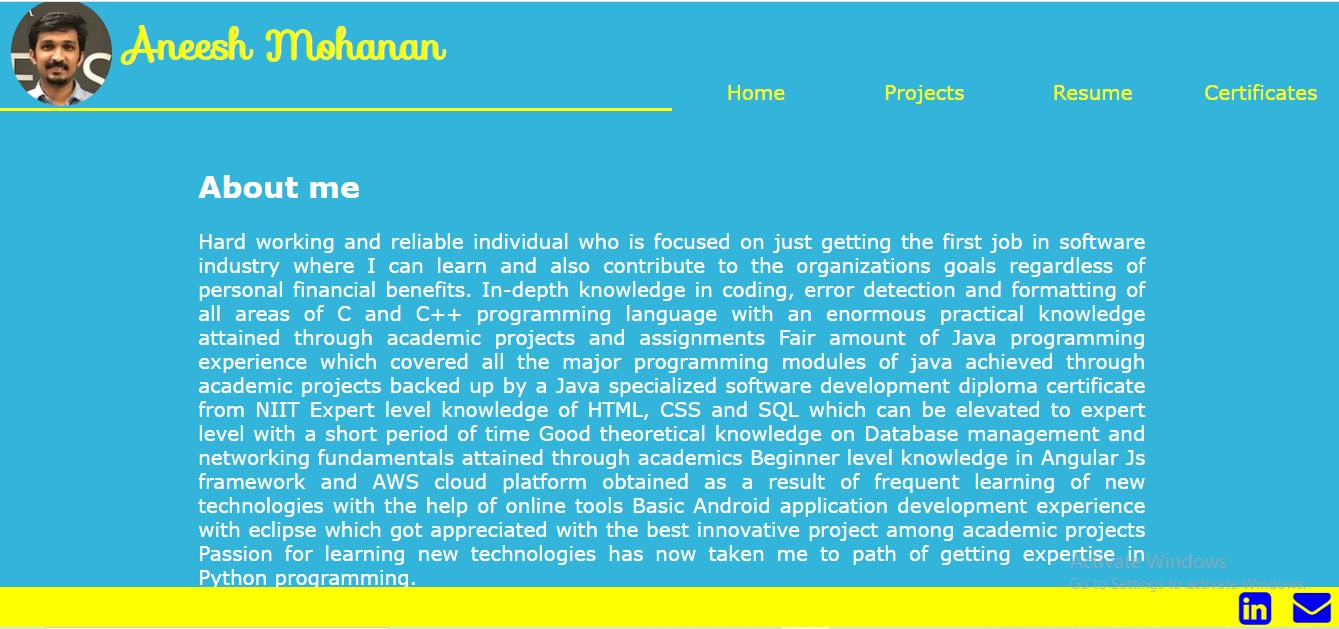 Aneesh Mohanan
Home Projects Resume Certificates
About me
Hard working and reliable individual who is focused on just getting the first job in software
industry where I can learn and also contribute to the organizations goals regardless of
personal financial benefits. In-depth knowledge in coding, error detection and formatting of
all areas of C and C++ programming language with an enormous practical knowledge
attained through academic projects and assignments Fair amount of Java programming
experience which covered all the major programming modules of java achieved through
academic projects backed up by a Java specialized software development diploma certificate
from NIIT Expert level knowledge of HTML, CSS and SQL which can be elevated to expert
level with a short period of time Good theoretical knowledge on Database management and
networking fundamentals attained through academics Beginner level knowledge in Angular Js
framework and AWS cloud platform obtained as a result of frequent learning of new
technologies with the help of online tools Basic Android application development experience
with eclipse which got appreciated with the best innovative project among academic projects
Passion for learning new technologies has now taken me to path of getting expertise in
Python programming.
Activate Windows
Go to Settings to activate Windows.
in